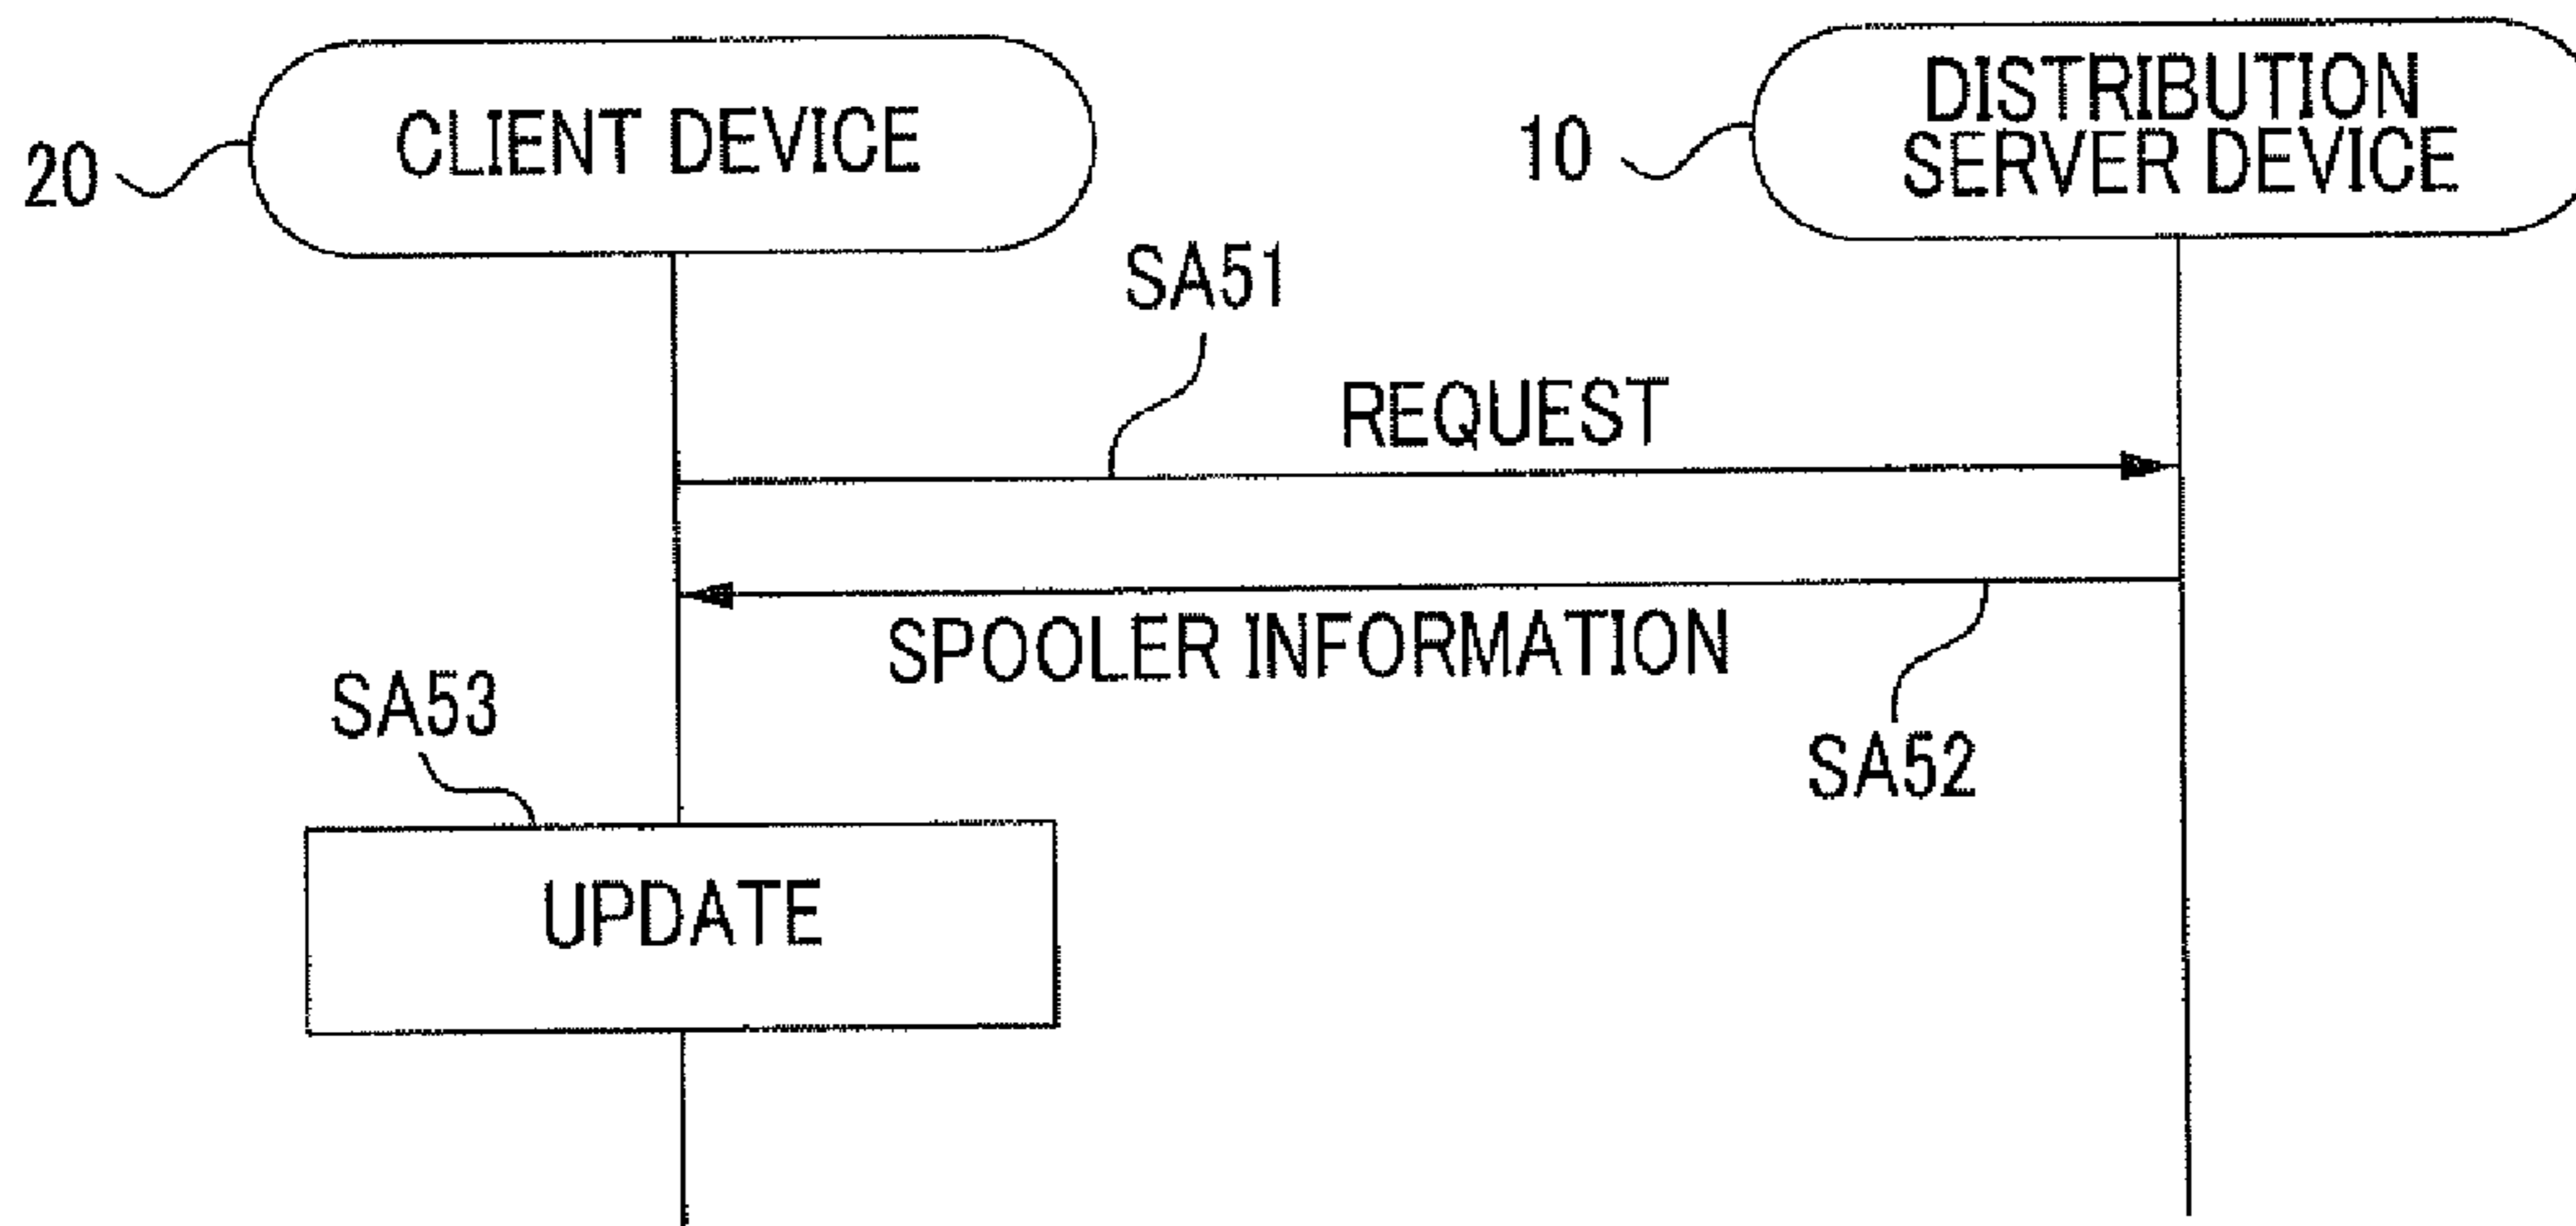 20
CLIENT DEVICE
10
DISTRIBUTION
SERVER DEVICE
SA51
REQUEST
SPOOLER INFORMATION
SA52
SA53
UPDATE